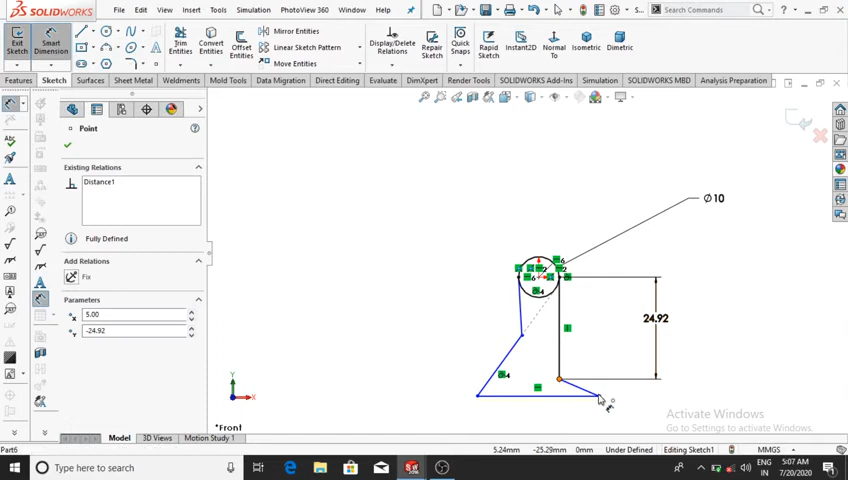 SOLIDWORKS
File Edit View Insert Tools Simulation PhotoView 360 Window Help
Sketch1
Search Commands
Exit Sketch
Smart Dimension
Trim Entities
Convert Entities
Offset Entities
Mirror Entities
Linear Sketch Pattern
Move Entities
Display/Delete Relations
Repair Sketch
Quick Snaps
Rapid Sketch
Instant2D
Normal To
Isometric
Dimetric
Features Sketch Surfaces Sheet Metal Weldments Mold Tools Data Migration Direct Editing Evaluate DimXpert Render Tools SOLIDWORKS Add-Ins Simulation SOLIDWORKS MBD Analysis Preparation
Point
Existing Relations
Distance1
Fully Defined
Add Relations
Fix
Parameters
5.00
-24.92
Ø10
24.92
Y
X
*Front
Activate Windows
Go to Settings to activate Windows.
Model 3D Views Motion Study 1
Part6 5.24mm -25.29mm 0mm Under Defined Editing Sketch1 MMGS
Type here to search
ENG 5:07 AM
IN 7/20/2020